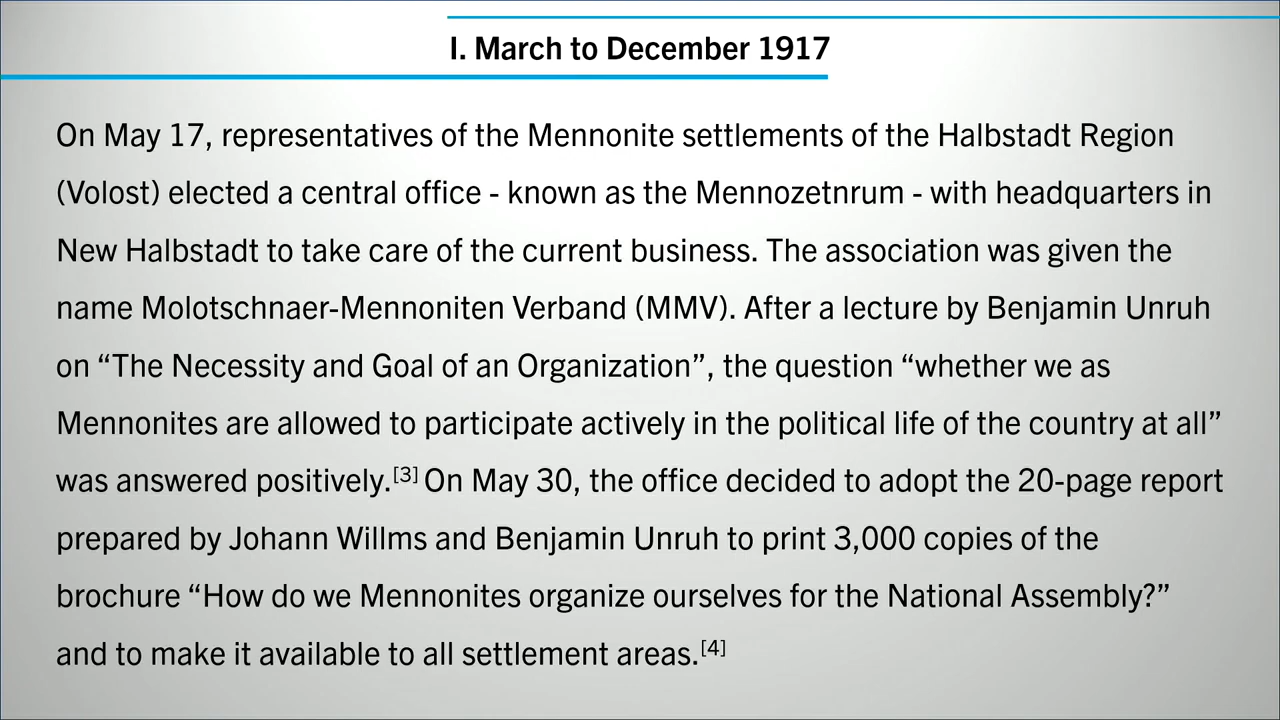 I. March to December 1917
On May 17, representatives of the Mennonite settlements of the Halbstadt Region
(Volost) elected a central office - known as the Mennozetnrum - with headquarters in
New Halbstadt to take care of the current business. The association was given the
name Molotschnaer-Mennoniten Verband (MMV). After a lecture by Benjamin Unruh
on “The Necessity and Goal of an Organization”, the question “whether we as
Mennonites are allowed to participate actively in the political life of the country at all”
was answered positively.[3] On May 30, the office decided to adopt the 20-page report
prepared by Johann Willms and Benjamin Unruh to print 3,000 copies of the
brochure “How do we Mennonites organize ourselves for the National Assembly?”
and to make it available to all settlement areas.[4]